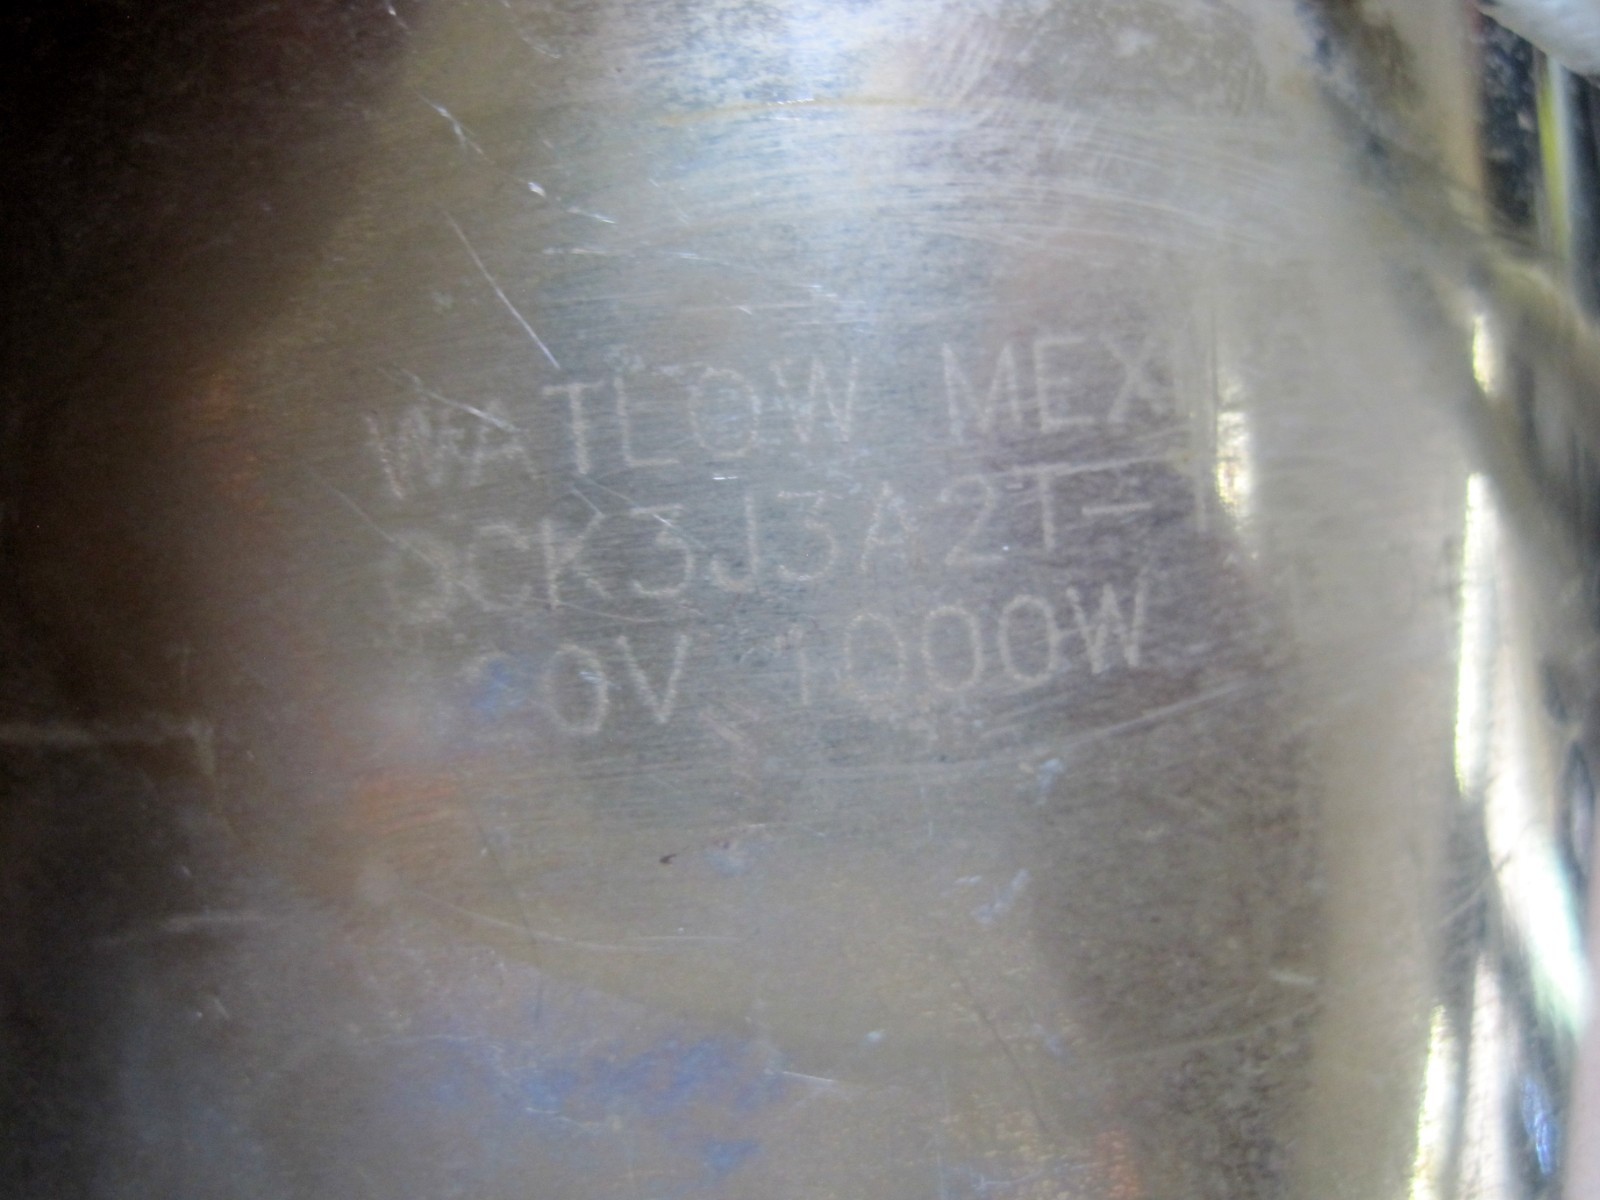 WATLOW MEX
CK3J3A2T-
0V 1000W